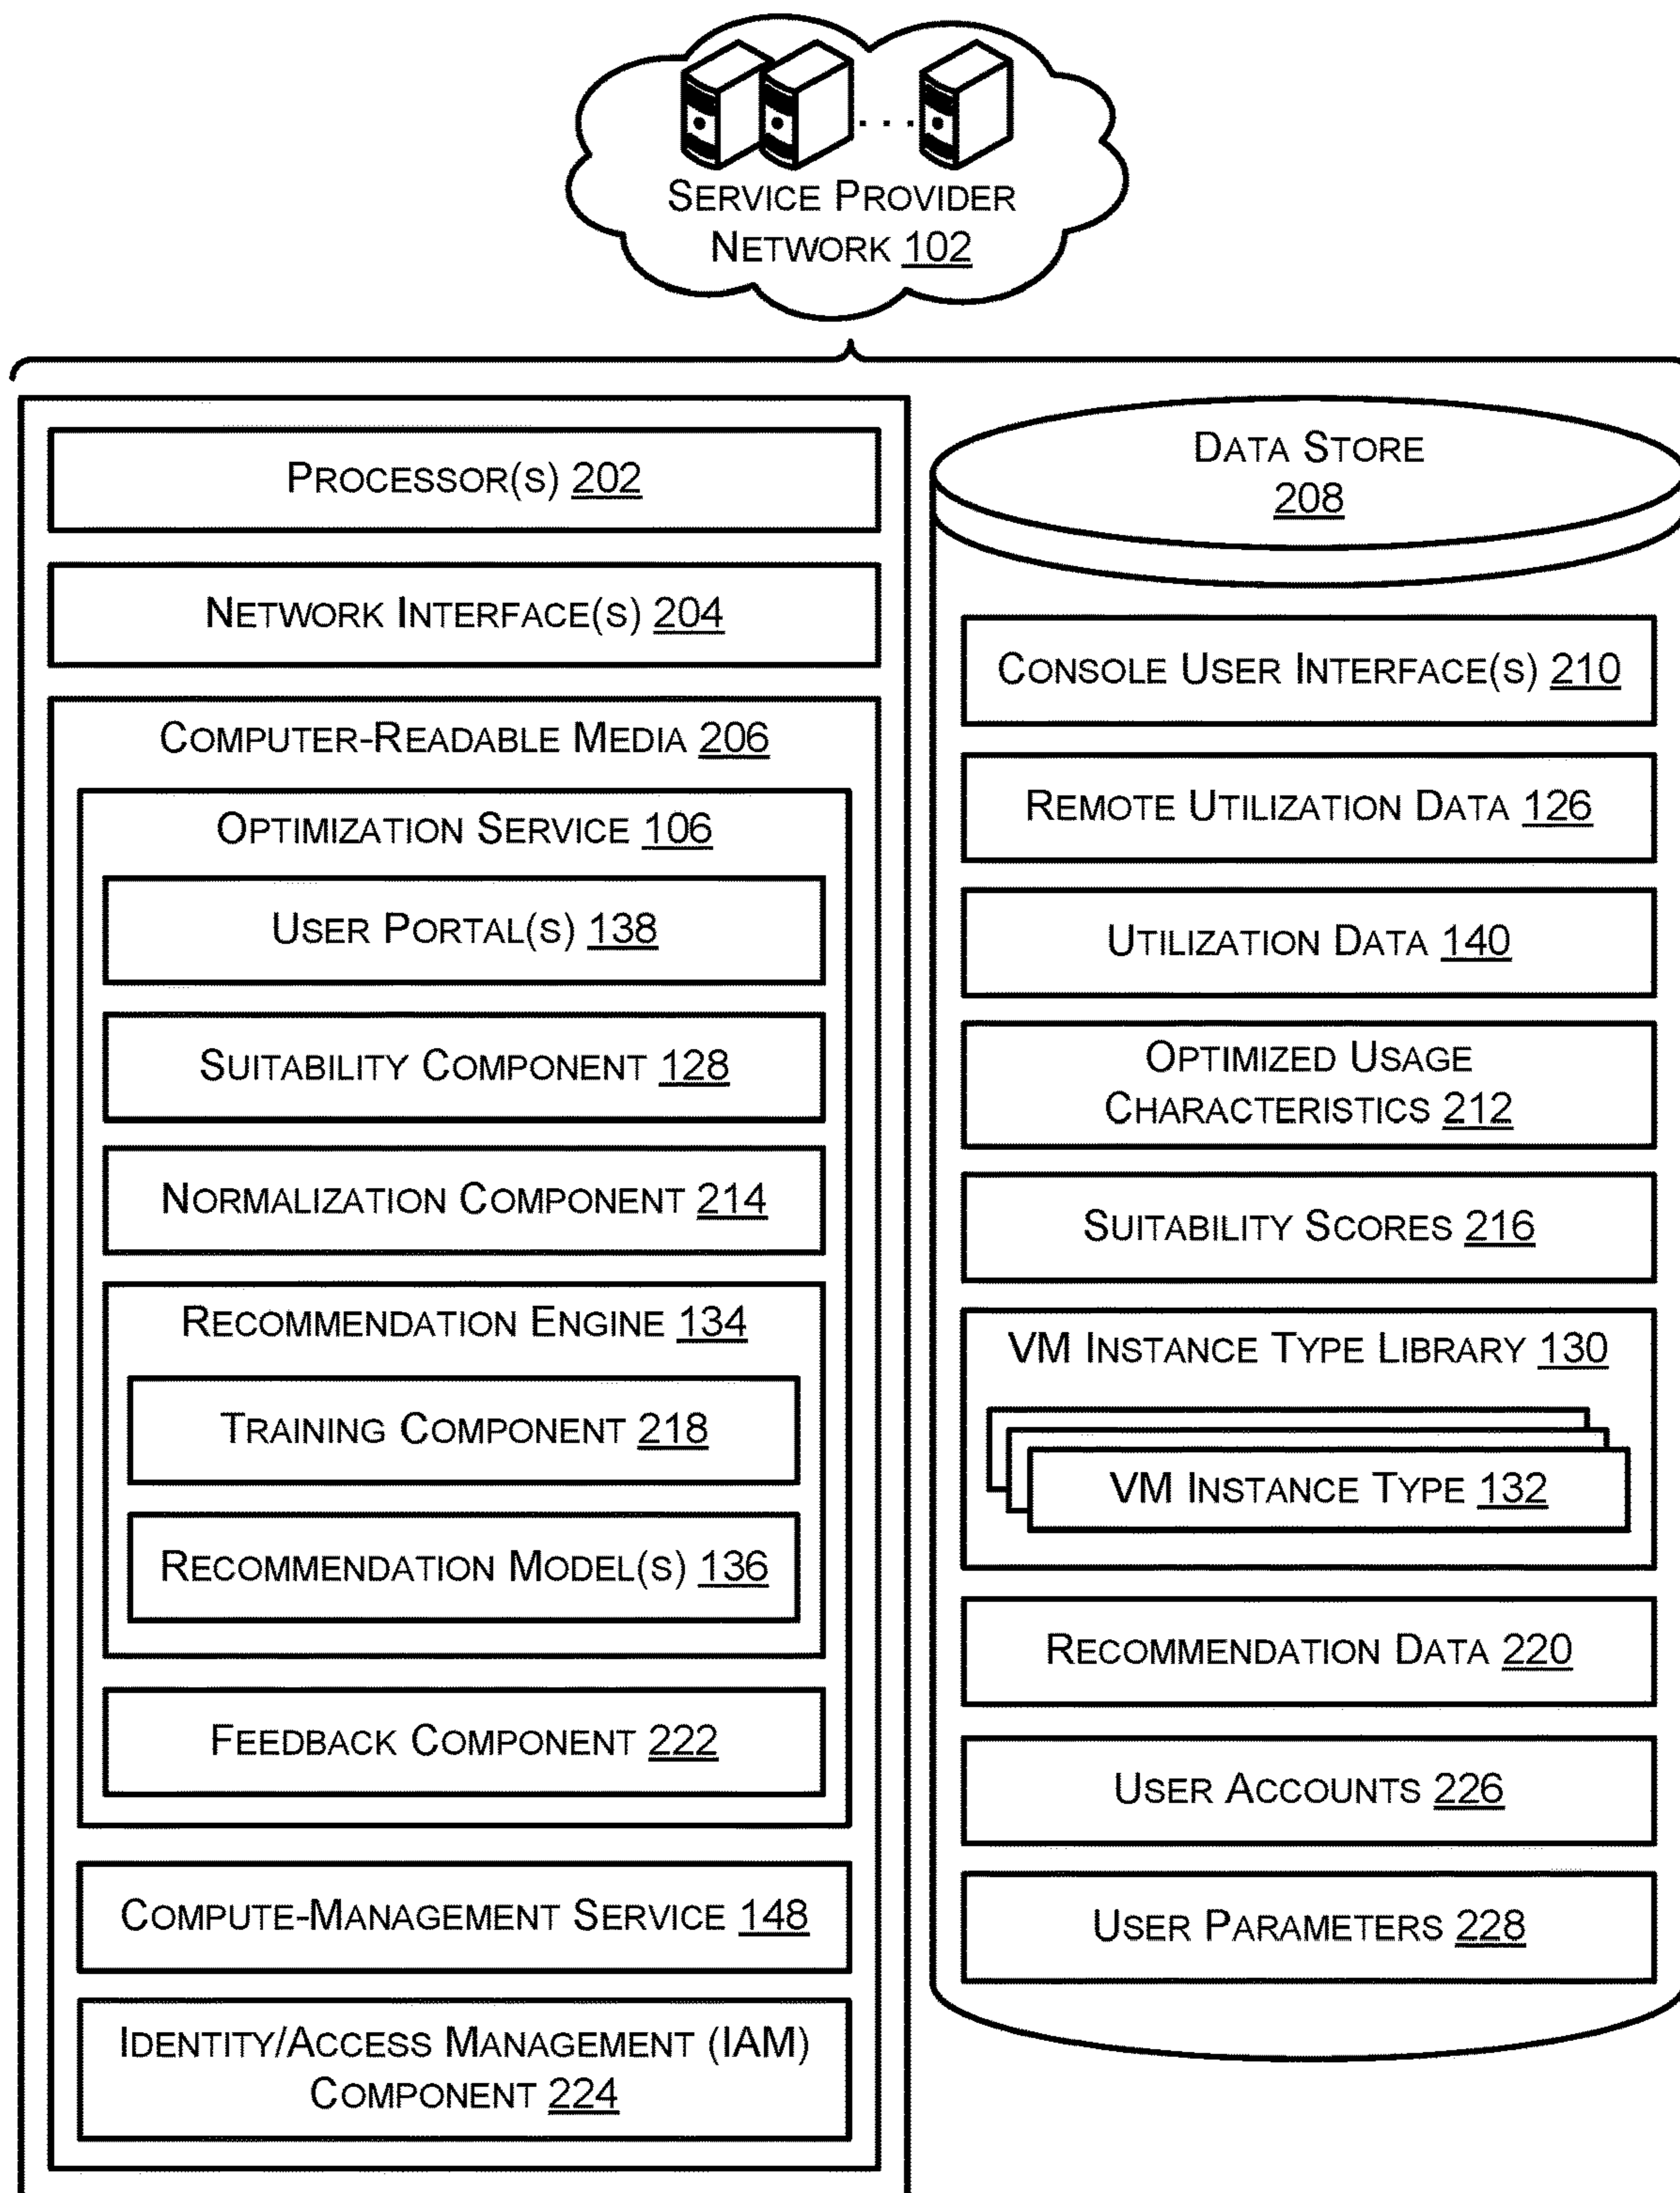 SERVICE PROVIDER
NETWORK 102
PROCESSOR(S) 202
NETWORK INTERFACE(S) 204
COMPUTER-READABLE MEDIA 206
OPTIMIZATION SERVICE 106
USER PORTAL(S) 138
SUITABILITY COMPONENT 128
NORMALIZATION COMPONENT 214
RECOMMENDATION ENGINE 134
TRAINING COMPONENT 218
RECOMMENDATION MODEL(S) 136
FEEDBACK COMPONENT 222
COMPUTE-MANAGEMENT SERVICE 148
IDENTITY/ACCESS MANAGEMENT (IAM)
COMPONENT 224
DATA STORE
208
CONSOLE USER INTERFACE(S) 210
REMOTE UTILIZATION DATA 126
UTILIZATION DATA 140
OPTIMIZED USAGE
CHARACTERISTICS 212
SUITABILITY SCORES 216
VM INSTANCE TYPE LIBRARY 130
VM INSTANCE TYPE 132
RECOMMENDATION DATA 220
USER ACCOUNTS 226
USER PARAMETERS 228